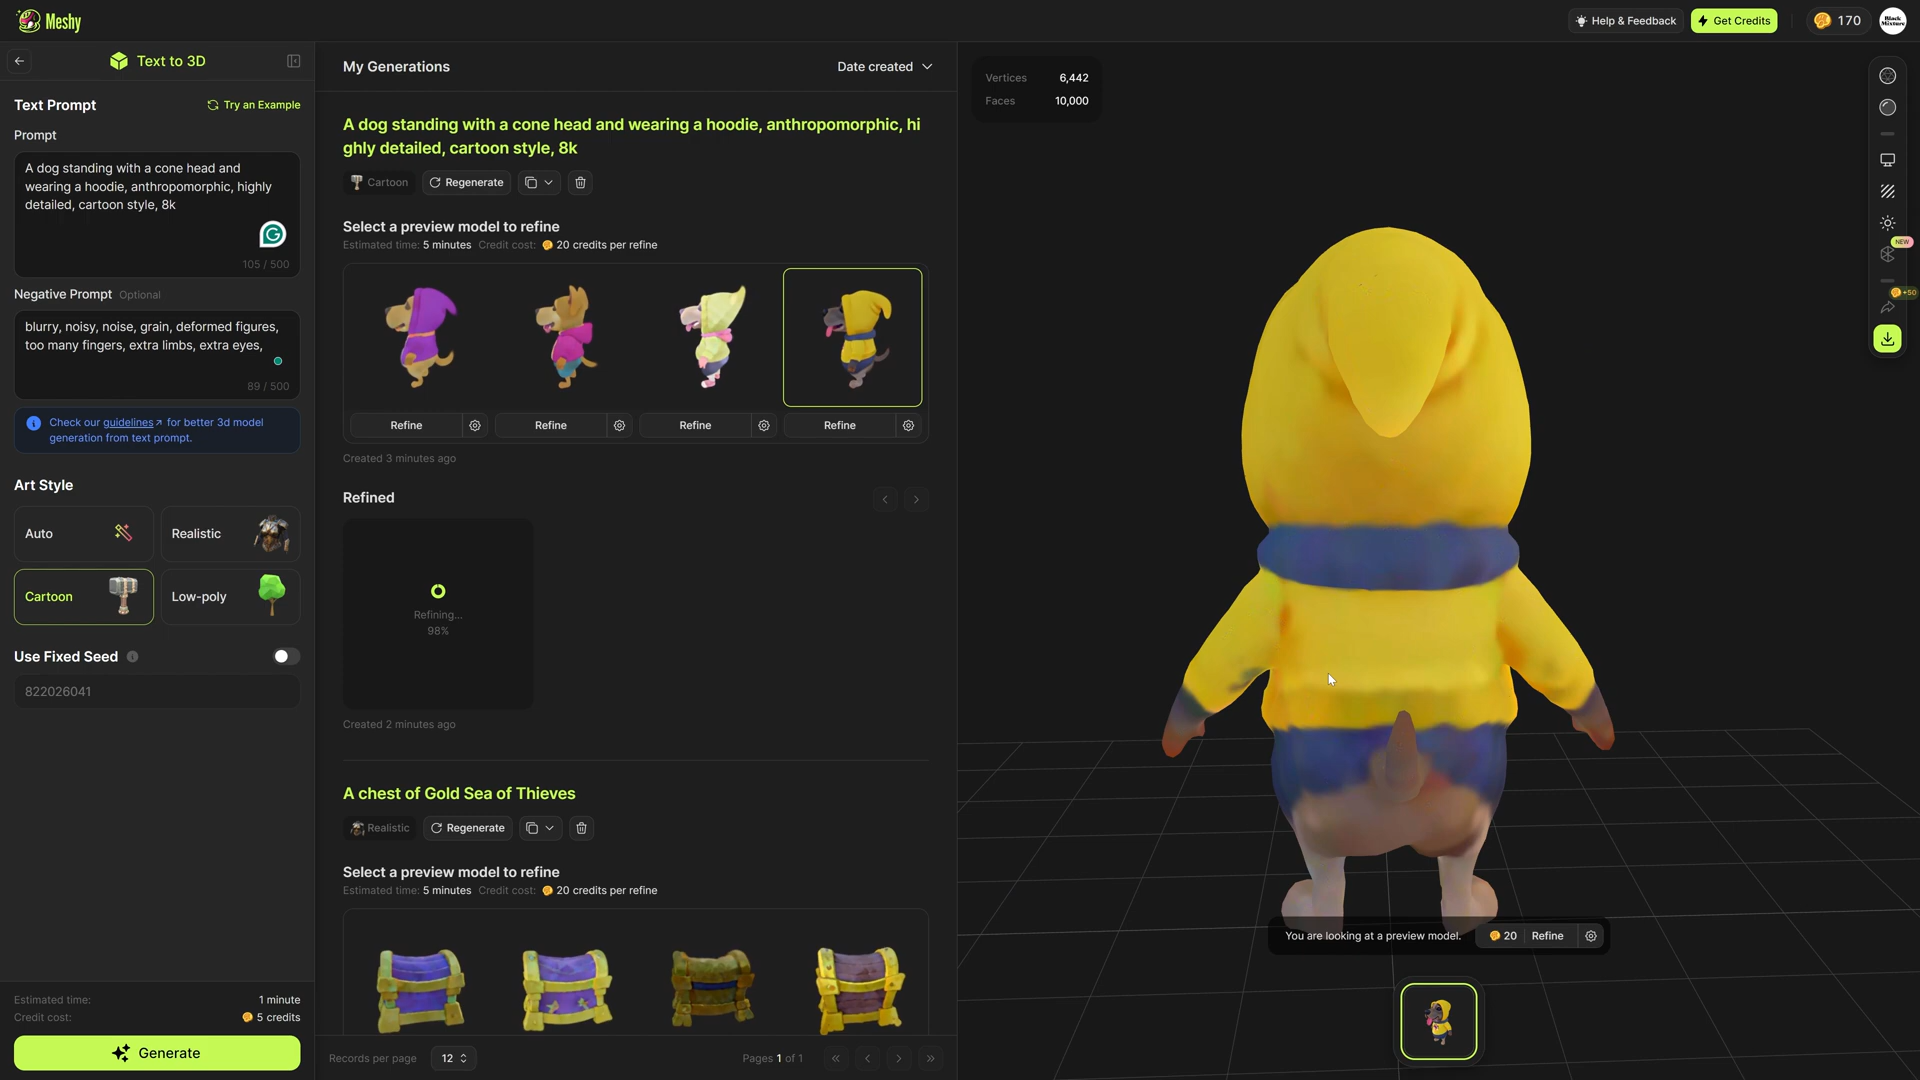 Meshy
Help & Feedback
Get Credits
170
Black Mixture
Text to 3D
Text Prompt
Try an Example
Prompt
A dog standing with a cone head and
wearing a hoodie, anthropomorphic, highly
detailed, cartoon style, 8k
105 / 500
Negative Prompt Optional
blurry, noisy, noise, grain, deformed figures,
too many fingers, extra limbs, extra eyes,
89 / 500
Check our guidelines for better 3d model
generation from text prompt.
Art Style
Auto
Realistic
Cartoon
Low-poly
Use Fixed Seed
822026041
Estimated time: 1 minute
Credit cost: 5 credits
Generate
My Generations
Date created
A dog standing with a cone head and wearing a hoodie, anthropomorphic, hi
ghly detailed, cartoon style, 8k
Cartoon
Regenerate
Select a preview model to refine
Estimated time: 5 minutes Credit cost: 20 credits per refine
Refine
Refine
Refine
Refine
Created 3 minutes ago
Refined
Refining...
98%
Created 2 minutes ago
A chest of Gold Sea of Thieves
Realistic
Regenerate
Select a preview model to refine
Estimated time: 5 minutes Credit cost: 20 credits per refine
Records per page 12
Pages 1 of 1
Vertices 6,442
Faces 10,000
NEW
+50
You are looking at a preview model. 20 Refine